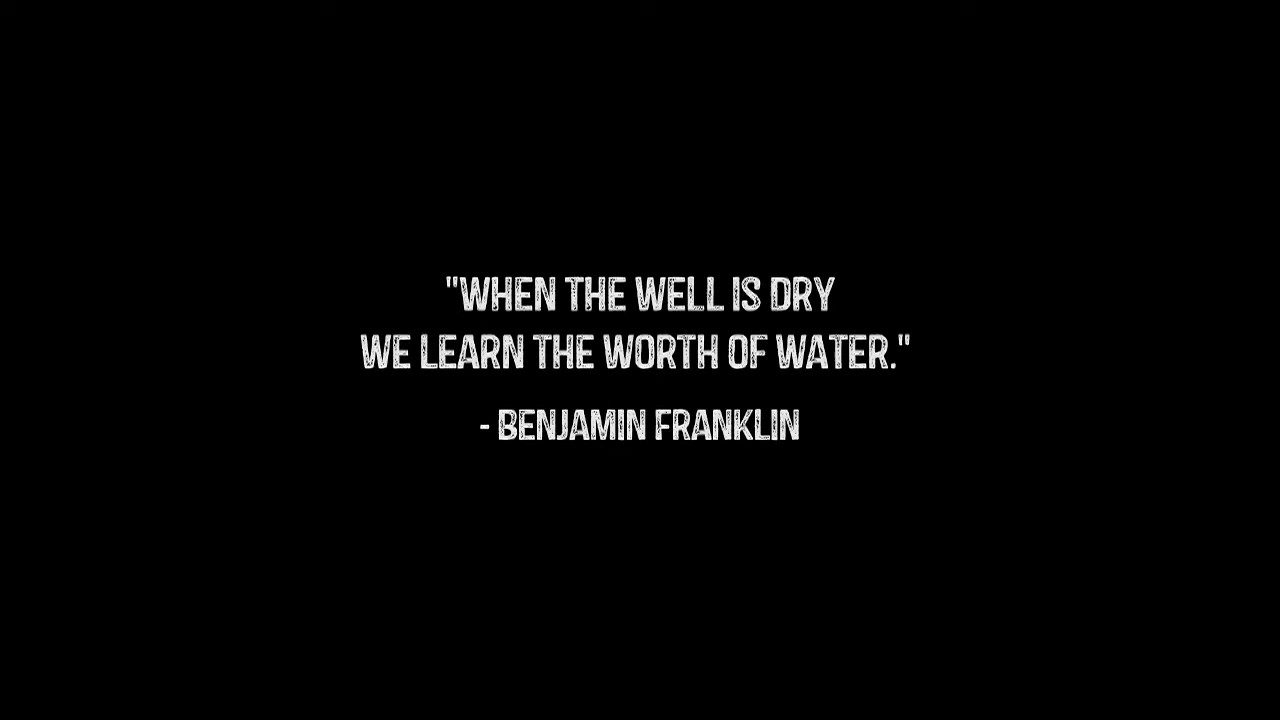 "WHEN THE WELL IS DRY
WE LEARN THE WORTH OF WATER."
- BENJAMIN FRANKLIN